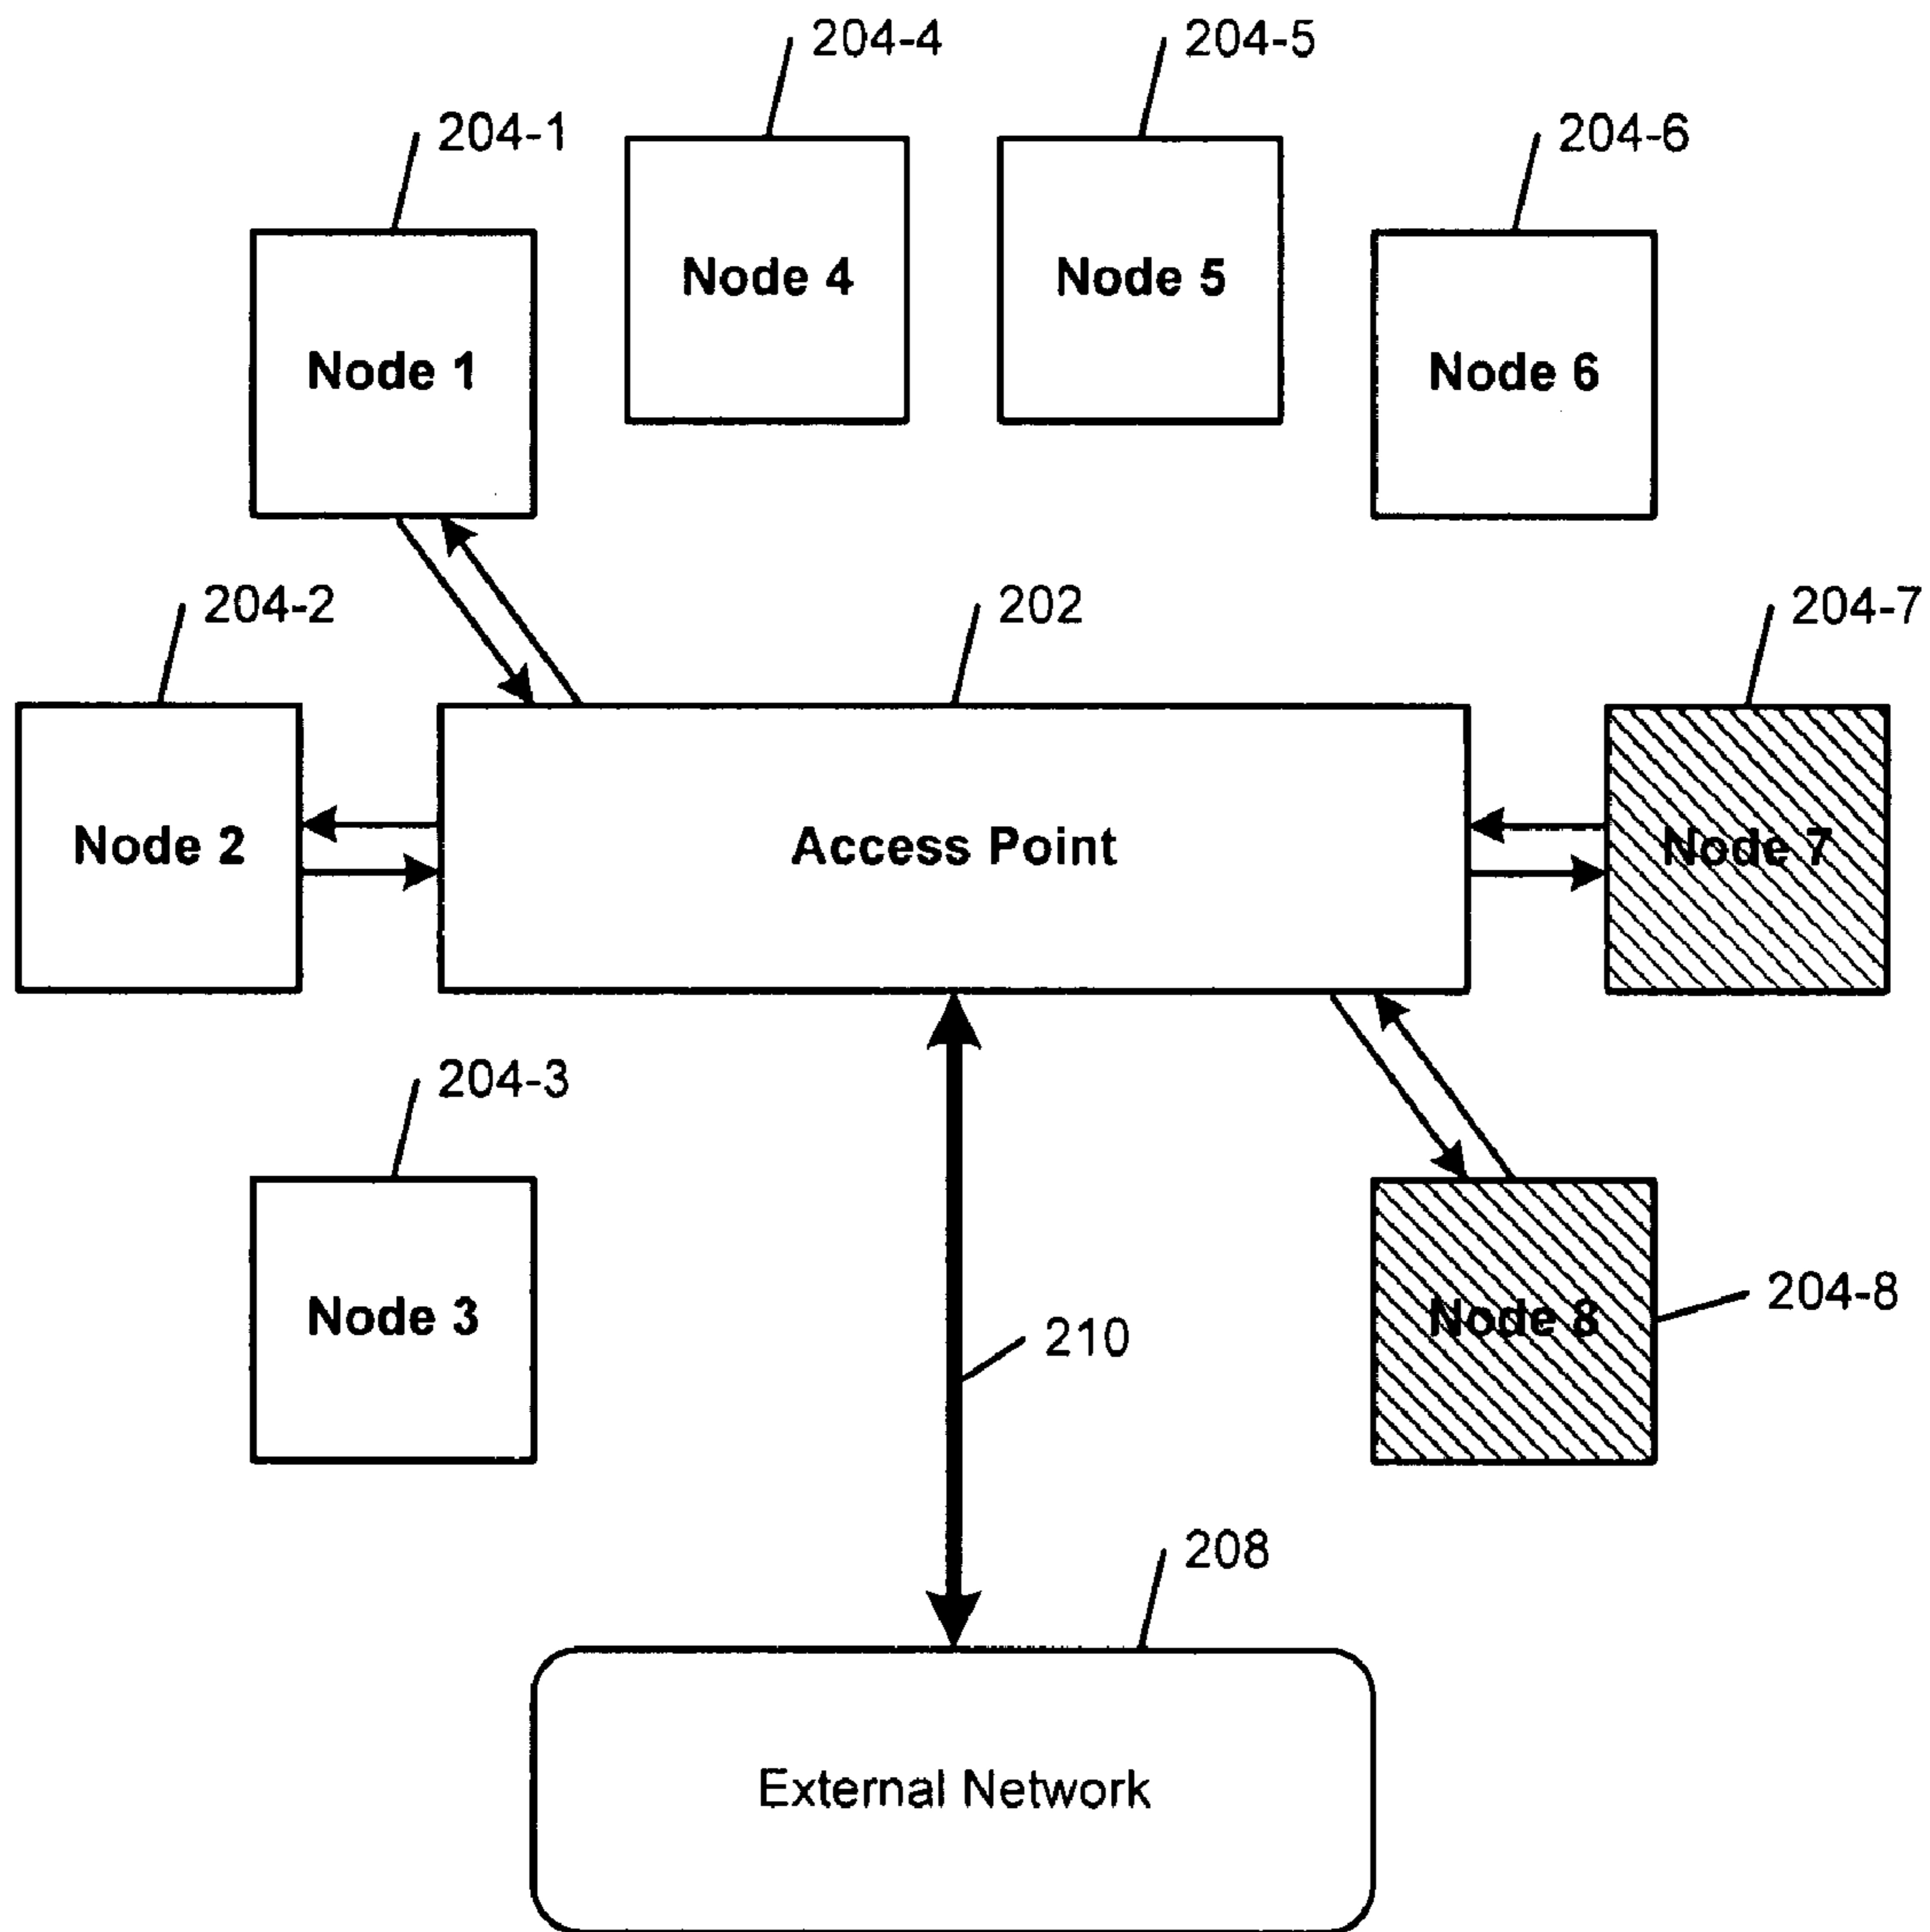 204-4
204-5
204-1
204-6
Node 4
Node 5
Node 1
Node 6
204-2
202
204-7
Node 2
Access Point
Node 7
204-3
204-8
Node 3
Node 8
210
208
External Network